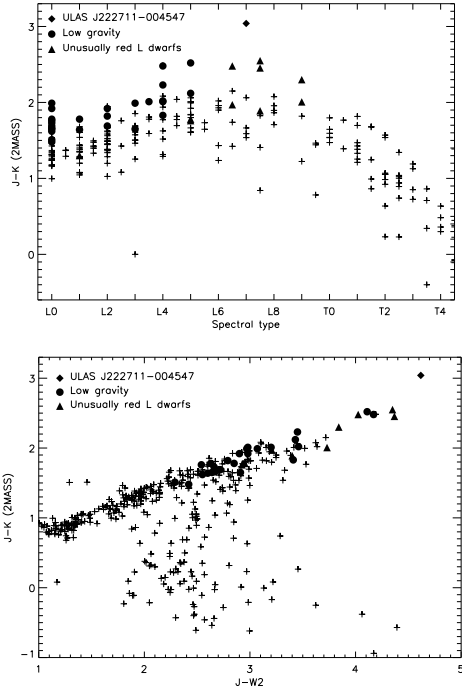 3
ULAS J222711-004547
Low gravity
Unusually red L dwarfs
2
1
0
J-K (2MASS)
L0 L2 L4 L6 L8 T0 T2 T4
Spectral type
3
ULAS J222711-004547
Low gravity
Unusually red L dwarfs
2
1
0
-1
J-K (2MASS)
1 2 3 4 5
J-W2